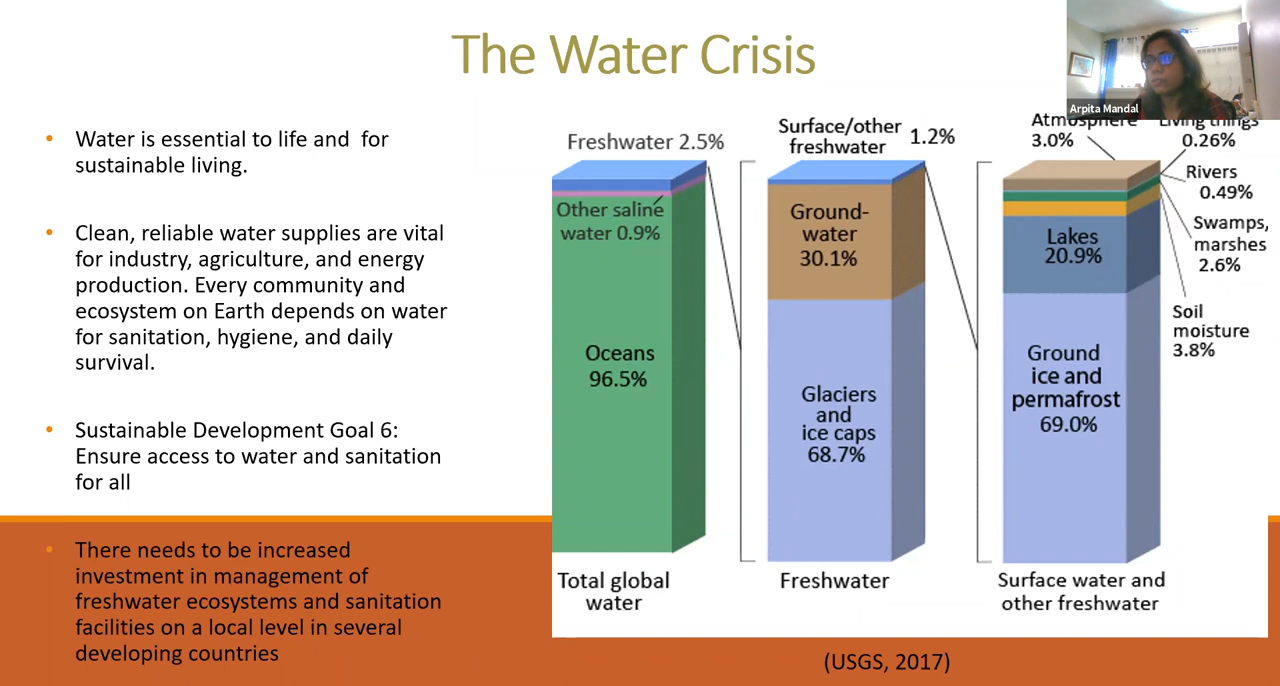 The Water Crisis
Arpita Mandal
• Water is essential to life and for
sustainable living.
• Clean, reliable water supplies are vital
for industry, agriculture, and energy
production. Every community and
ecosystem on Earth depends on water
for sanitation, hygiene, and daily
survival.
• Sustainable Development Goal 6:
Ensure access to water and sanitation
for all
• There needs to be increased
investment in management of
freshwater ecosystems and sanitation
facilities on a local level in several
developing countries
Freshwater 2.5%
Other saline
water 0.9%
Oceans
96.5%
Total global
water
Surface/other
freshwater
1.2%
Ground-
water
30.1%
Glaciers
and
ice caps
68.7%
Freshwater
Atmosphere
3.0%
Living things
0.26%
Rivers
0.49%
Swamps,
marshes
2.6%
Soil
moisture
3.8%
Lakes
20.9%
Ground
ice and
permafrost
69.0%
Surface water and
other freshwater
(USGS, 2017)